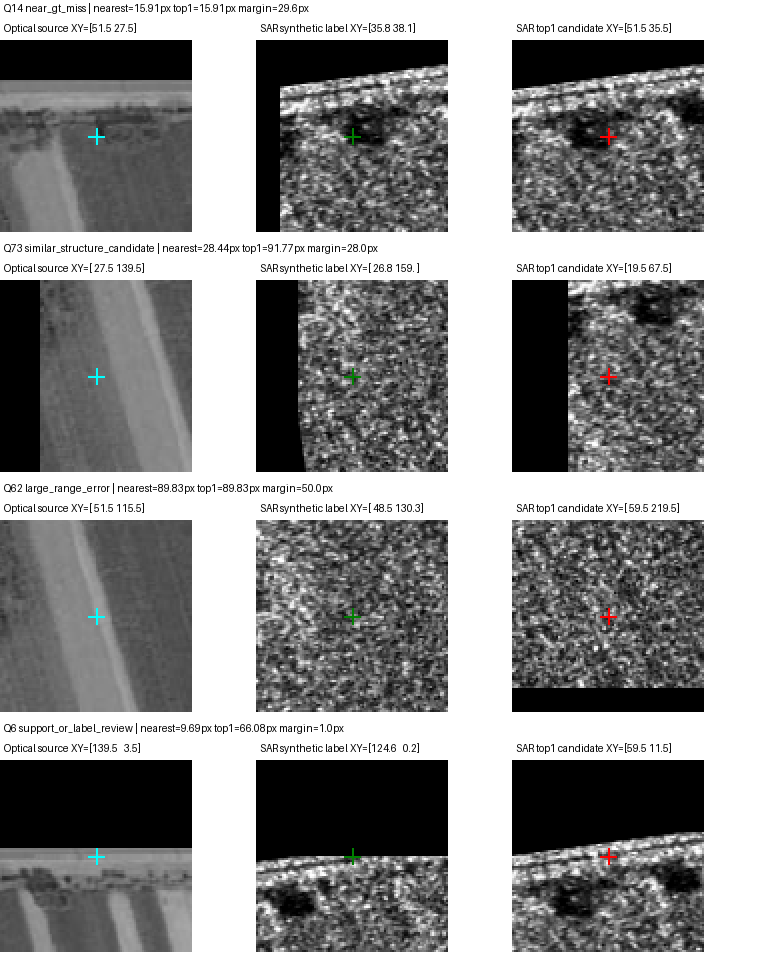 Q14 near_gt_miss | nearest=15.91px top1=15.91px margin=29.6px
Optical source XY=[51.5 27.5] SAR synthetic label XY=[35.8 38.1] SAR top1 candidate XY=[51.5 35.5]
Q73 similar_structure_candidate | nearest=28.44px top1=91.77px margin=28.0px
Optical source XY=[ 27.5 139.5] SAR synthetic label XY=[ 26.8 159. ] SAR top1 candidate XY=[19.5 67.5]
Q62 large_range_error | nearest=89.83px top1=89.83px margin=50.0px
Optical source XY=[ 51.5 115.5] SAR synthetic label XY=[ 48.5 130.3] SAR top1 candidate XY=[ 59.5 219.5]
Q6 support_or_label_review | nearest=9.69px top1=66.08px margin=1.0px
Optical source XY=[139.5 3.5] SAR synthetic label XY=[124.6 0.2] SAR top1 candidate XY=[59.5 11.5]